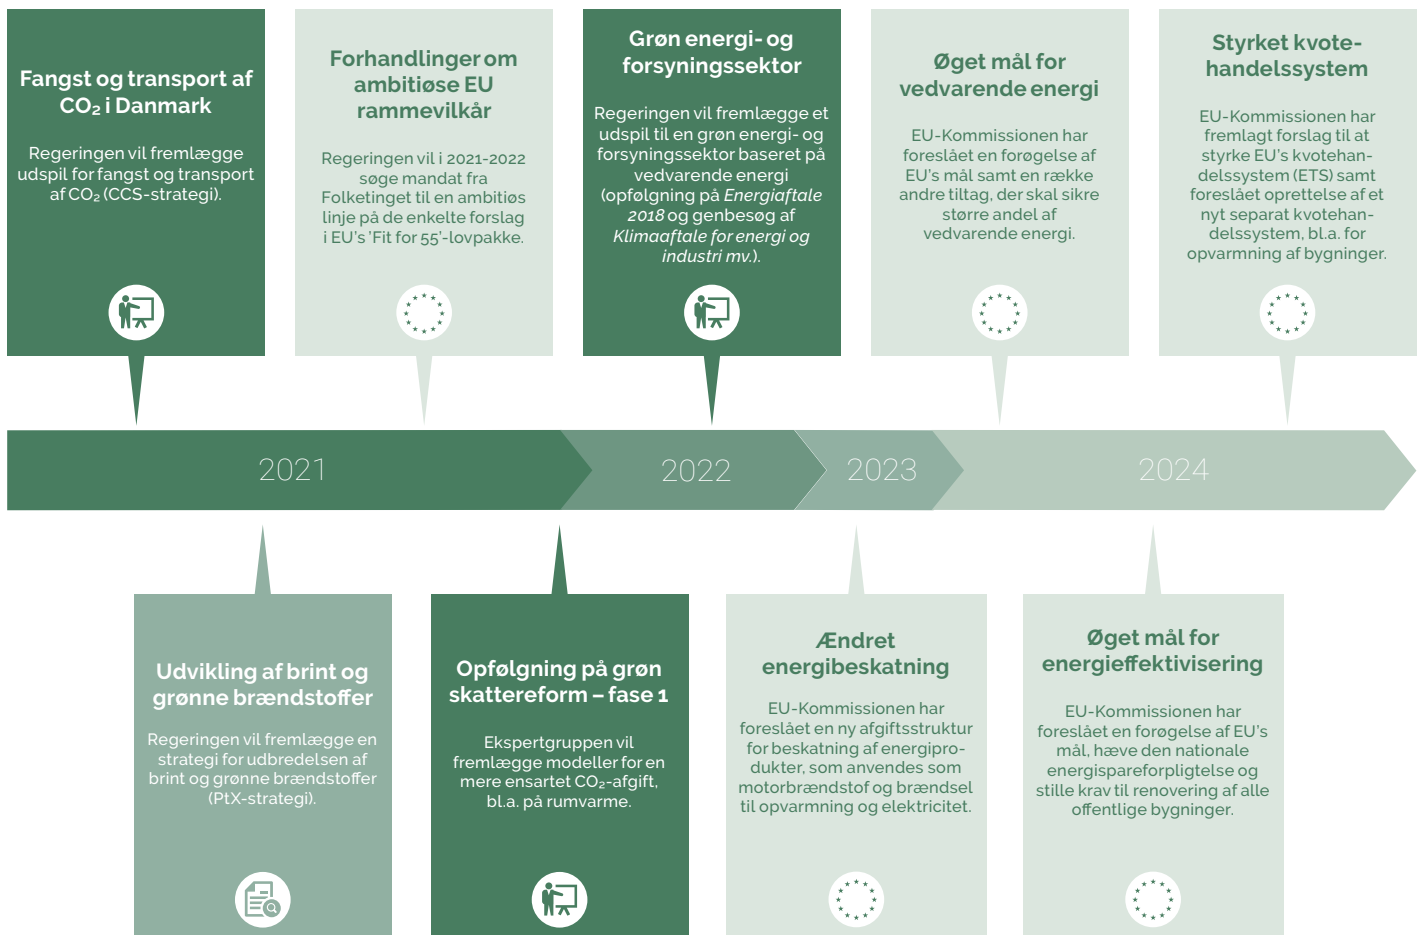 Fangst og transport af
CO₂ i Danmark
Regeringen vil fremlægge
udspil for fangst og transport
af CO₂ (CCS-strategi).
Forhandlinger om
ambitiøse EU
rammevilkår
Regeringen vil i 2021-2022
søge mandat fra
Folketinget til en ambitiøs
linje på de enkelte forslag
i EU's 'Fit for 55'-lovpakke.
Grøn energi- og
forsyningssektor
Regeringen vil fremlægge et
udspil til en grøn energi- og
forsyningssektor baseret på
vedvarende energi
(opfølgning på Energiaftale
2018 og genbesøg af
Klimaaftale for energi og
industri mv.).
Øget mål for
vedvarende energi
EU-Kommissionen har
foreslået en forøgelse af
EU's mål samt en række
andre tiltag, der skal sikre
større andel af
vedvarende energi.
Styrket kvote-
handelssystem
EU-Kommissionen har
fremlagt forslag til at
styrke EU's kvotehan-
delssystem (ETS) samt
foreslået oprettelse af et
nyt separat kvotehan-
delssystem, bl.a. for
opvarmning af bygninger.
2021
2022
2023
2024
Udvikling af brint og
grønne brændstoffer
Regeringen vil fremlægge en
strategi for udbredelsen af
brint og grønne brændstoffer
(PtX-strategi).
Opfølgning på grøn
skattereform – fase 1
Ekspertgruppen vil
fremlægge modeller for en
mere ensartet CO₂-afgift,
bl.a. på rumvarme.
Ændret
energibeskatning
EU-Kommissionen har
foreslået en ny afgiftsstruktur
for beskatning af energipro-
dukter, som anvendes som
motorbrændstof og brændsel
til opvarmning og elektricitet.
Øget mål for
energieffektivisering
EU-Kommissionen har
foreslået en forøgelse af EU's
mål, hæve den nationale
energispareforpligtelse og
stille krav til renovering af alle
offentlige bygninger.